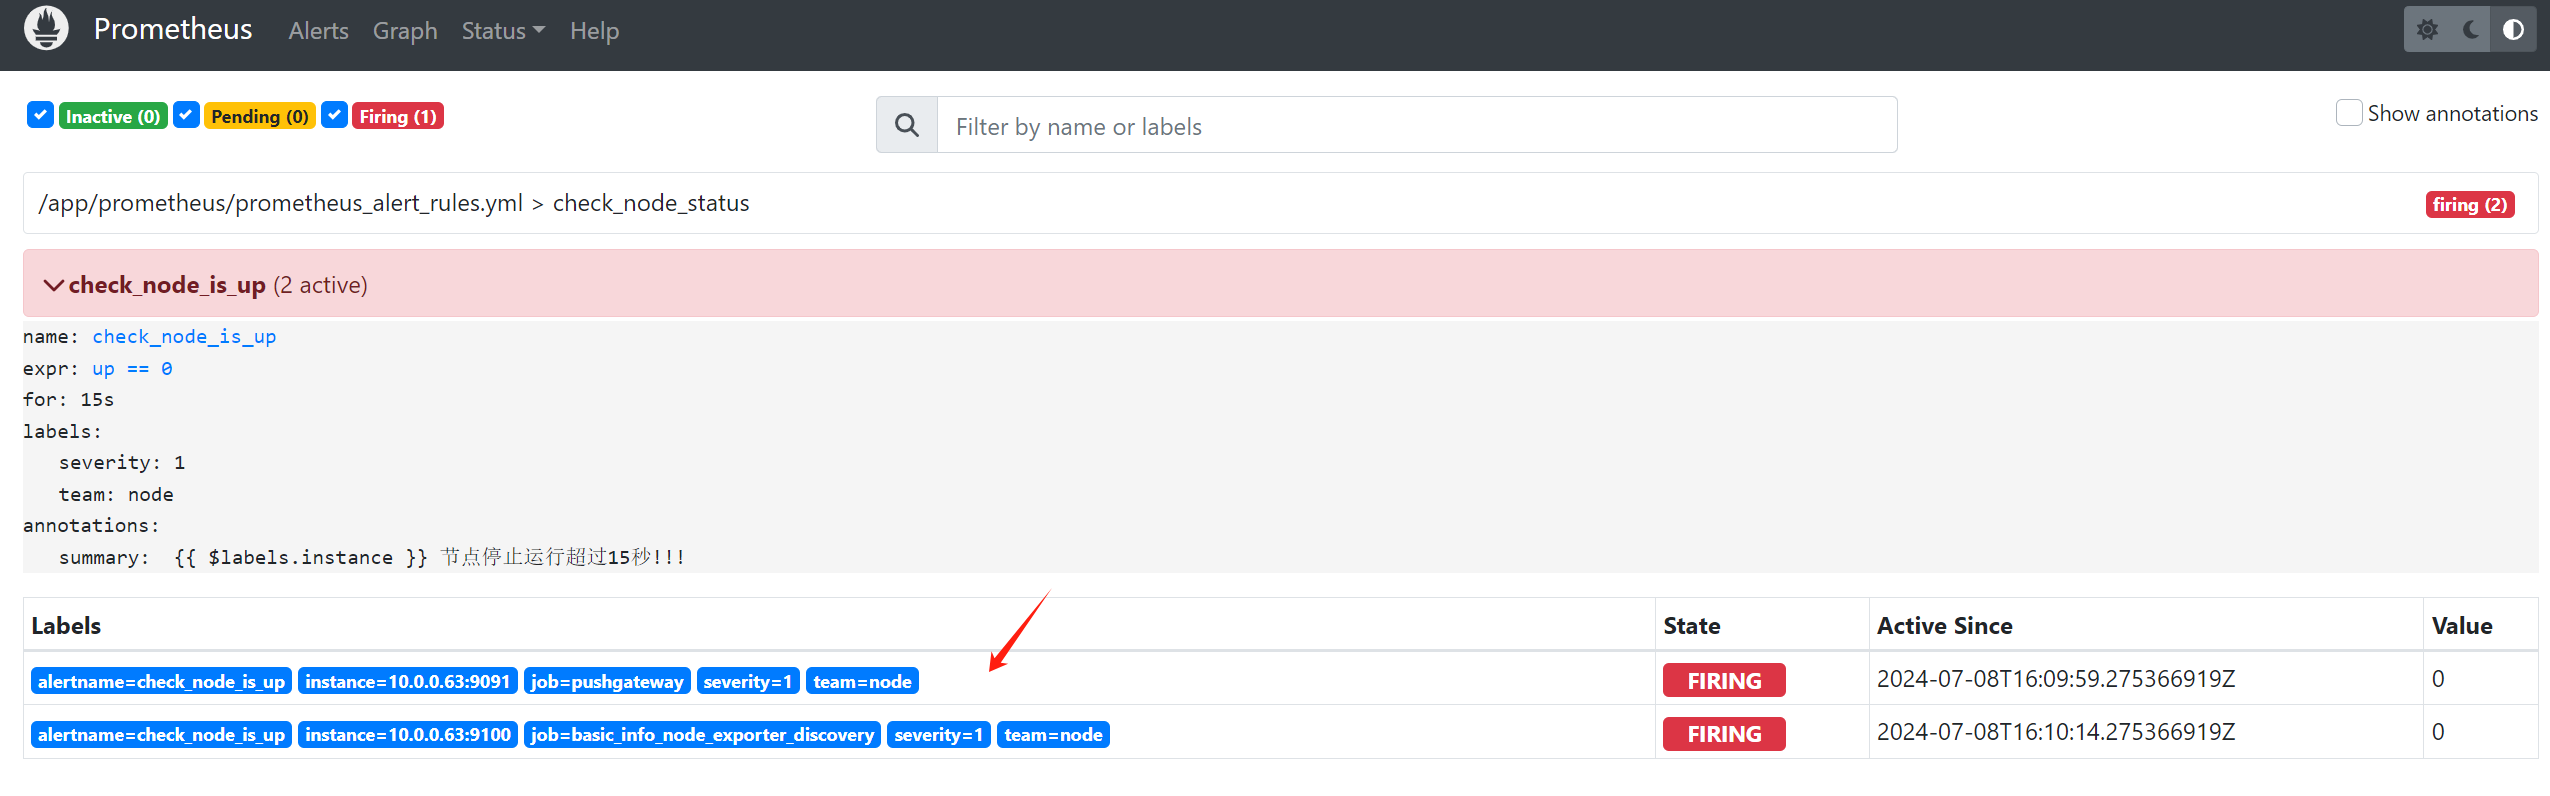 Prometheus Alerts Graph Status Help
Inactive (0) Pending (0) Firing (1) Filter by name or labels Show annotations
/app/prometheus/prometheus_alert_rules.yml > check_node_status firing (2)
check_node_is_up (2 active)
name: check_node_is_up
expr: up == 0
for: 15s
labels:
severity: 1
team: node
annotations:
summary: {{ $labels.instance }} 节点停止运行超过15秒!!!
Labels State Active Since Value
alertname=check_node_is_up instance=10.0.0.63:9091 job=pushgateway severity=1 team=node FIRING 2024-07-08T16:09:59.275366919Z 0
alertname=check_node_is_up instance=10.0.0.63:9100 job=basic_info_node_exporter_discovery severity=1 team=node FIRING 2024-07-08T16:10:14.275366919Z 0